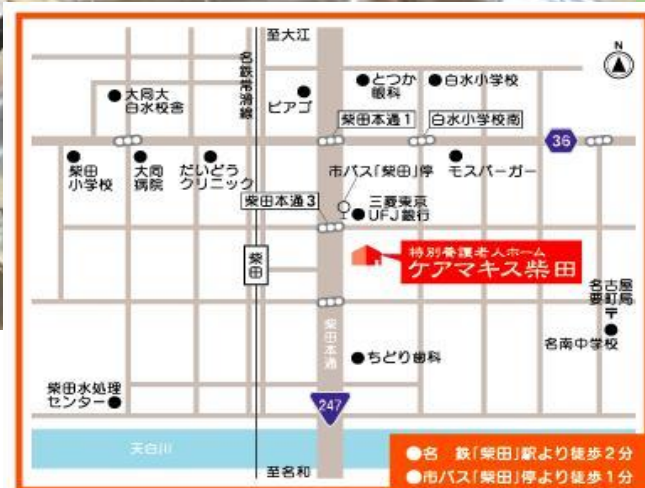 至大江
N
名鉄常滑線
大同大
白水校舎
ピアゴ
とつか
眼科
白水小学校
柴田本通1
白水小学校南
36
柴田
小学校
大同
病院
だいどう
クリニック
市バス「柴田」停
モスバーガー
柴田本通3
三菱東京
UFJ銀行
柴田
特別養護老人ホーム
ケアマキス柴田
名古屋
要町局
〒
名南中学校
柴田本通
ちどり歯科
柴田水処理
センター
247
天白川
至名和
●名 鉄「柴田」駅より徒歩2分
●市バス「柴田」停より徒歩1分